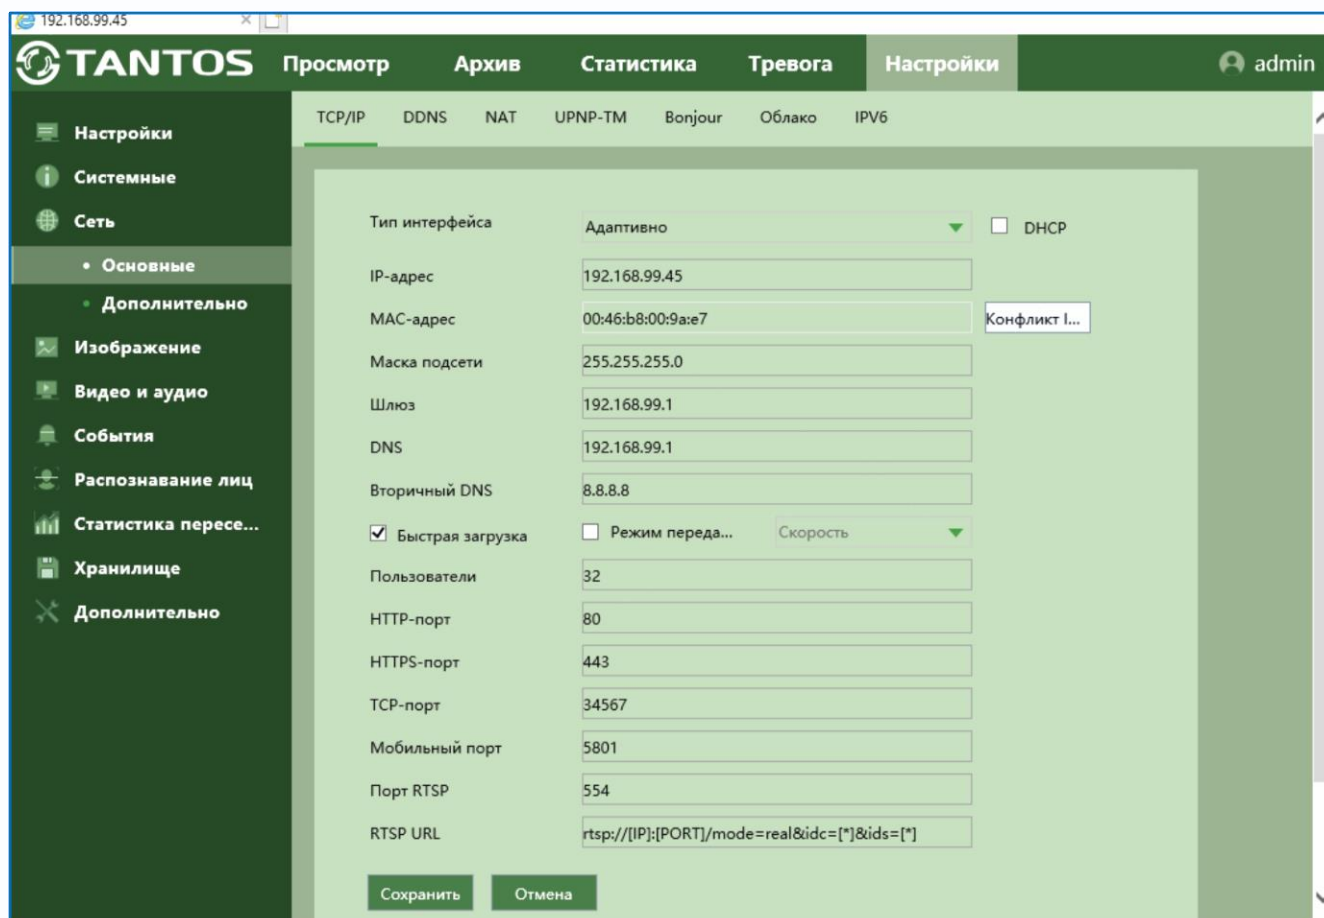 192.168.99.45
TANTOS Просмотр Архив Статистика Тревога Настройки admin
TCP/IP DDNS NAT UPNP-TM Bonjour Облако IPV6
Настройки
Системные
Сеть
• Основные
• Дополнительно
Изображение
Видео и аудио
События
Распознавание лиц
Статистика пересе...
Хранилище
Дополнительно
Тип интерфейса Адаптивно DHCP
IP-адрес 192.168.99.45
MAC-адрес 00:46:b8:00:9a:e7 Конфликт I...
Маска подсети 255.255.255.0
Шлюз 192.168.99.1
DNS 192.168.99.1
Вторичный DNS 8.8.8.8
Быстрая загрузка Режим переда... Скорость
Пользователи 32
HTTP-порт 80
HTTPS-порт 443
TCP-порт 34567
Мобильный порт 5801
Порт RTSP 554
RTSP URL rtsp://[IP]:[PORT]/mode=real&idc=[*]&ids=[*]
Сохранить Отмена